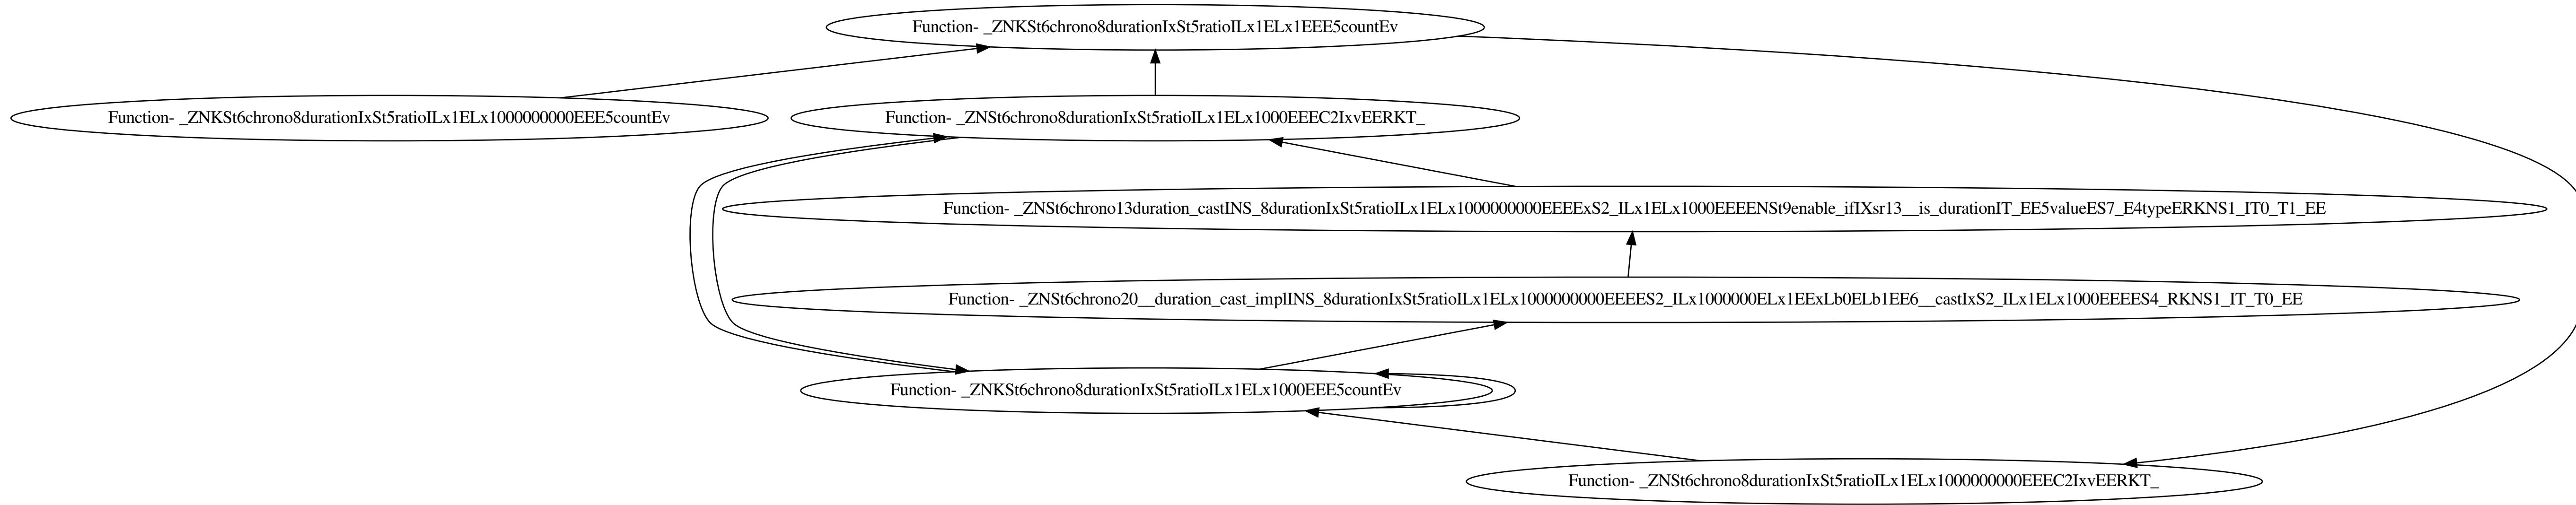 Function- _ZNKSt6chrono8durationIxSt5ratioILx1ELx1EEE5countEv
Function- _ZNKSt6chrono8durationIxSt5ratioILx1ELx1000000000EEE5countEv
Function- _ZNSt6chrono8durationIxSt5ratioILx1ELx1000EEEC2IxvEERKT_
Function- _ZNSt6chrono13duration_castINS_8durationIxSt5ratioILx1ELx1000000000EEEExS2_ILx1ELx1000EEEENSt9enable_ifIXsr13__is_durationIT_EE5valueES7_E4typeERKNS1_IT0_T1_EE
Function- _ZNSt6chrono20__duration_cast_implINS_8durationIxSt5ratioILx1ELx1000000000EEEES2_ILx1000000ELx1EExLb0ELb1EE6__castIxS2_ILx1ELx1000EEEES4_RKNS1_IT_T0_EE
Function- _ZNKSt6chrono8durationIxSt5ratioILx1ELx1000EEE5countEv
Function- _ZNSt6chrono8durationIxSt5ratioILx1ELx1000000000EEEC2IxvEERKT_